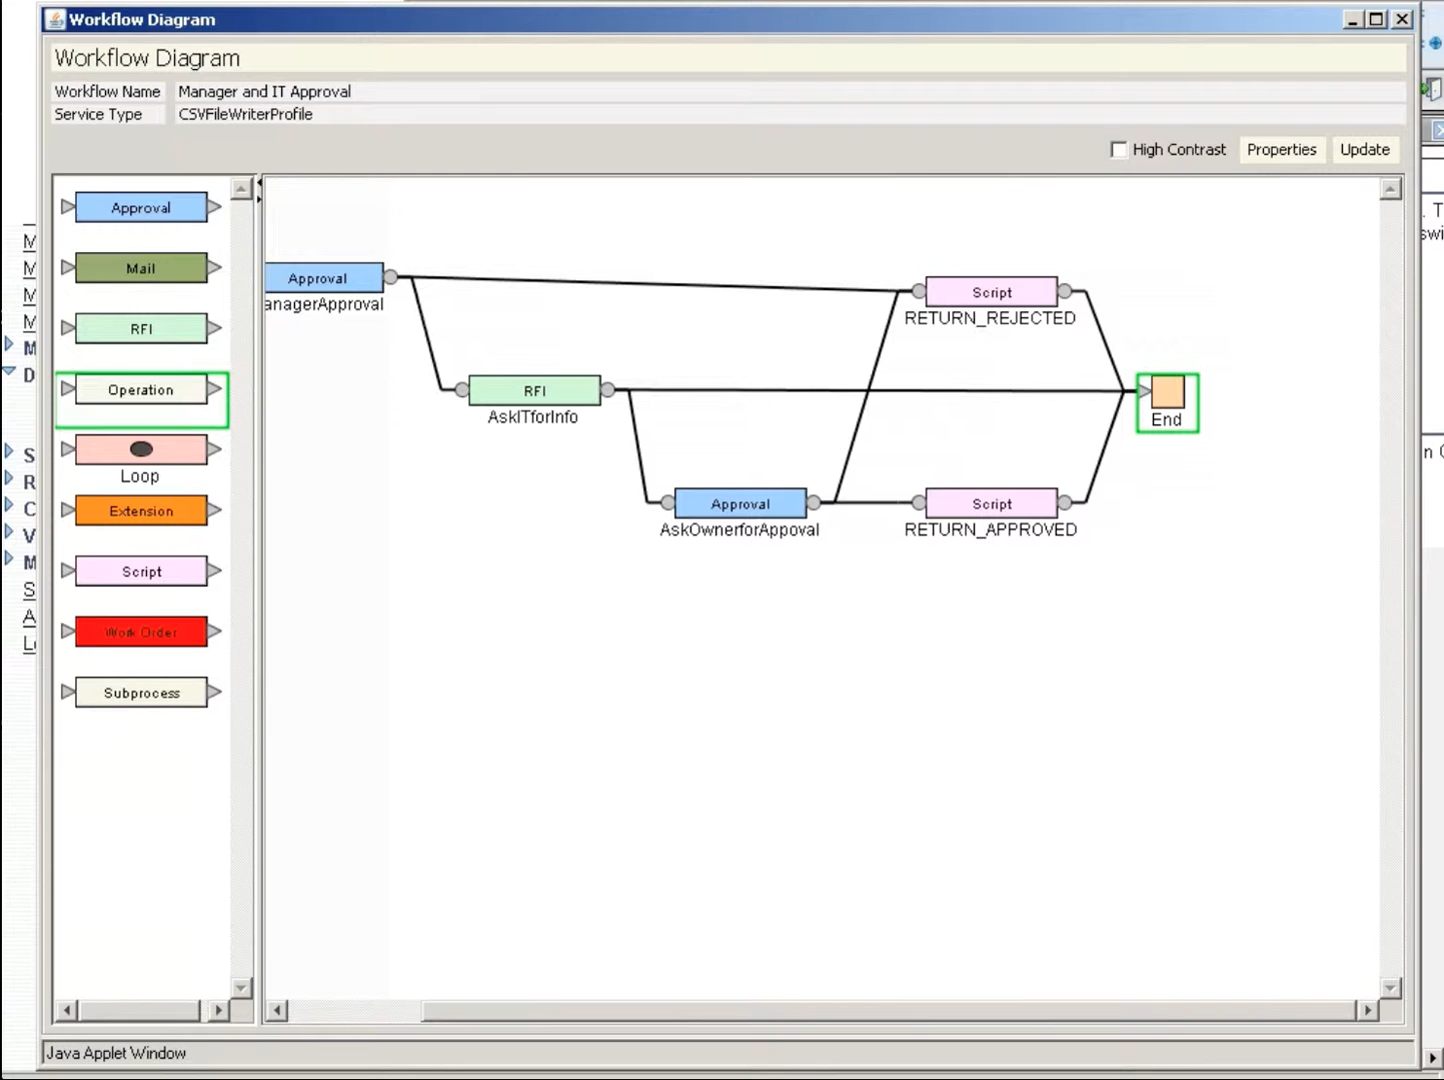 Workflow Diagram
Workflow Diagram
Workflow Name Manager and IT Approval
Service Type CSVFileWriterProfile
High Contrast Properties Update
Approval
Mail
RFI
Operation
Loop
Extension
Script
Work Order
Subprocess
Approval
anagerApproval
RFI
AskITforInfo
Approval
AskOwnerforAppoval
Script
RETURN_REJECTED
Script
RETURN_APPROVED
End
Java Applet Window
M
M
M
M
M
D
S
R
C
V
M
S
A
L
. T
swi
n C